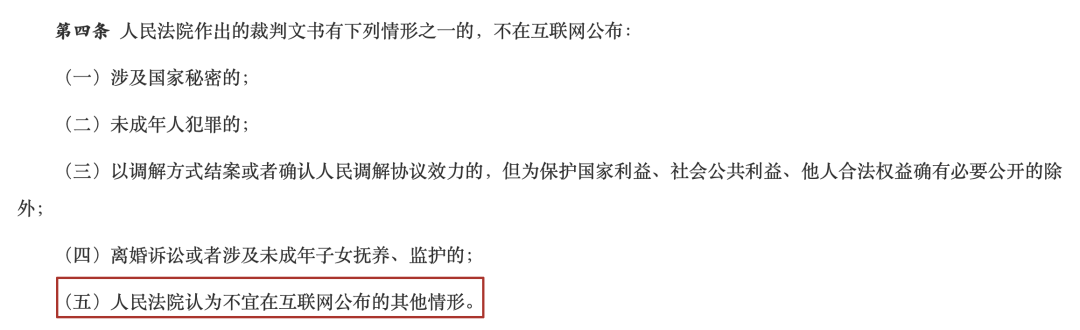 第四条 人民法院作出的裁判文书有下列情形之一的，不在互联网公布：
（一）涉及国家秘密的；
（二）未成年人犯罪的；
（三）以调解方式结案或者确认人民调解协议效力的，但为保护国家利益、社会公共利益、他人合法权益确有必要公开的除
外；
（四）离婚诉讼或者涉及未成年子女抚养、监护的；
（五）人民法院认为不宜在互联网公布的其他情形。